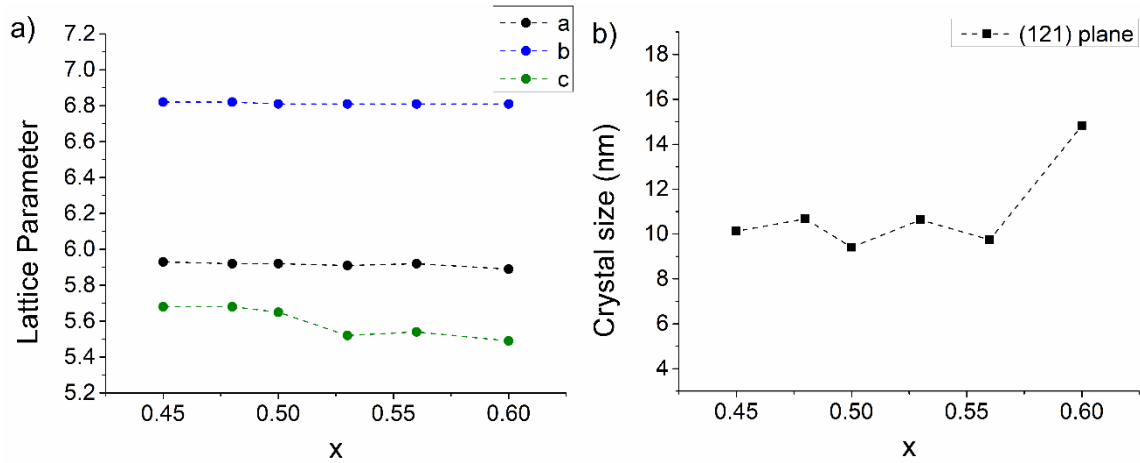 a)
a
b
c
7.2
7.0
6.8
6.6
6.4
6.2
6.0
5.8
5.6
5.4
5.2
Lattice Parameter
0.45 0.50 0.55 0.60
x
b)
(121) plane
18
16
14
12
10
8
6
4
Crystal size (nm)
0.45 0.50 0.55 0.60
x